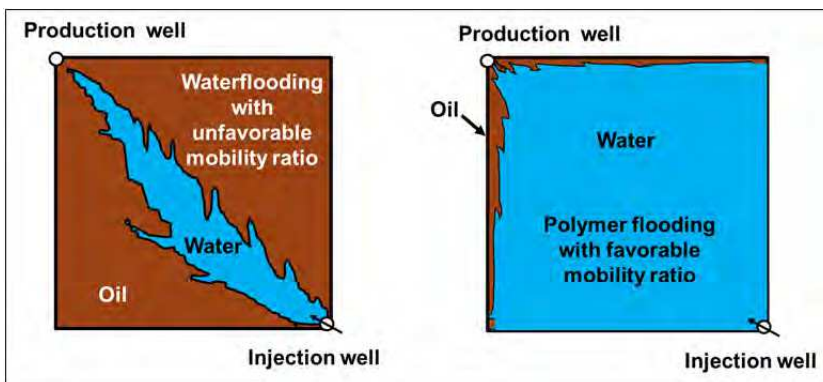 Production well
Waterflooding
with
unfavorable
mobility ratio
Water
Oil
Injection well
Production well
Oil
Water
Polymer flooding
with favorable
mobility ratio
Injection well